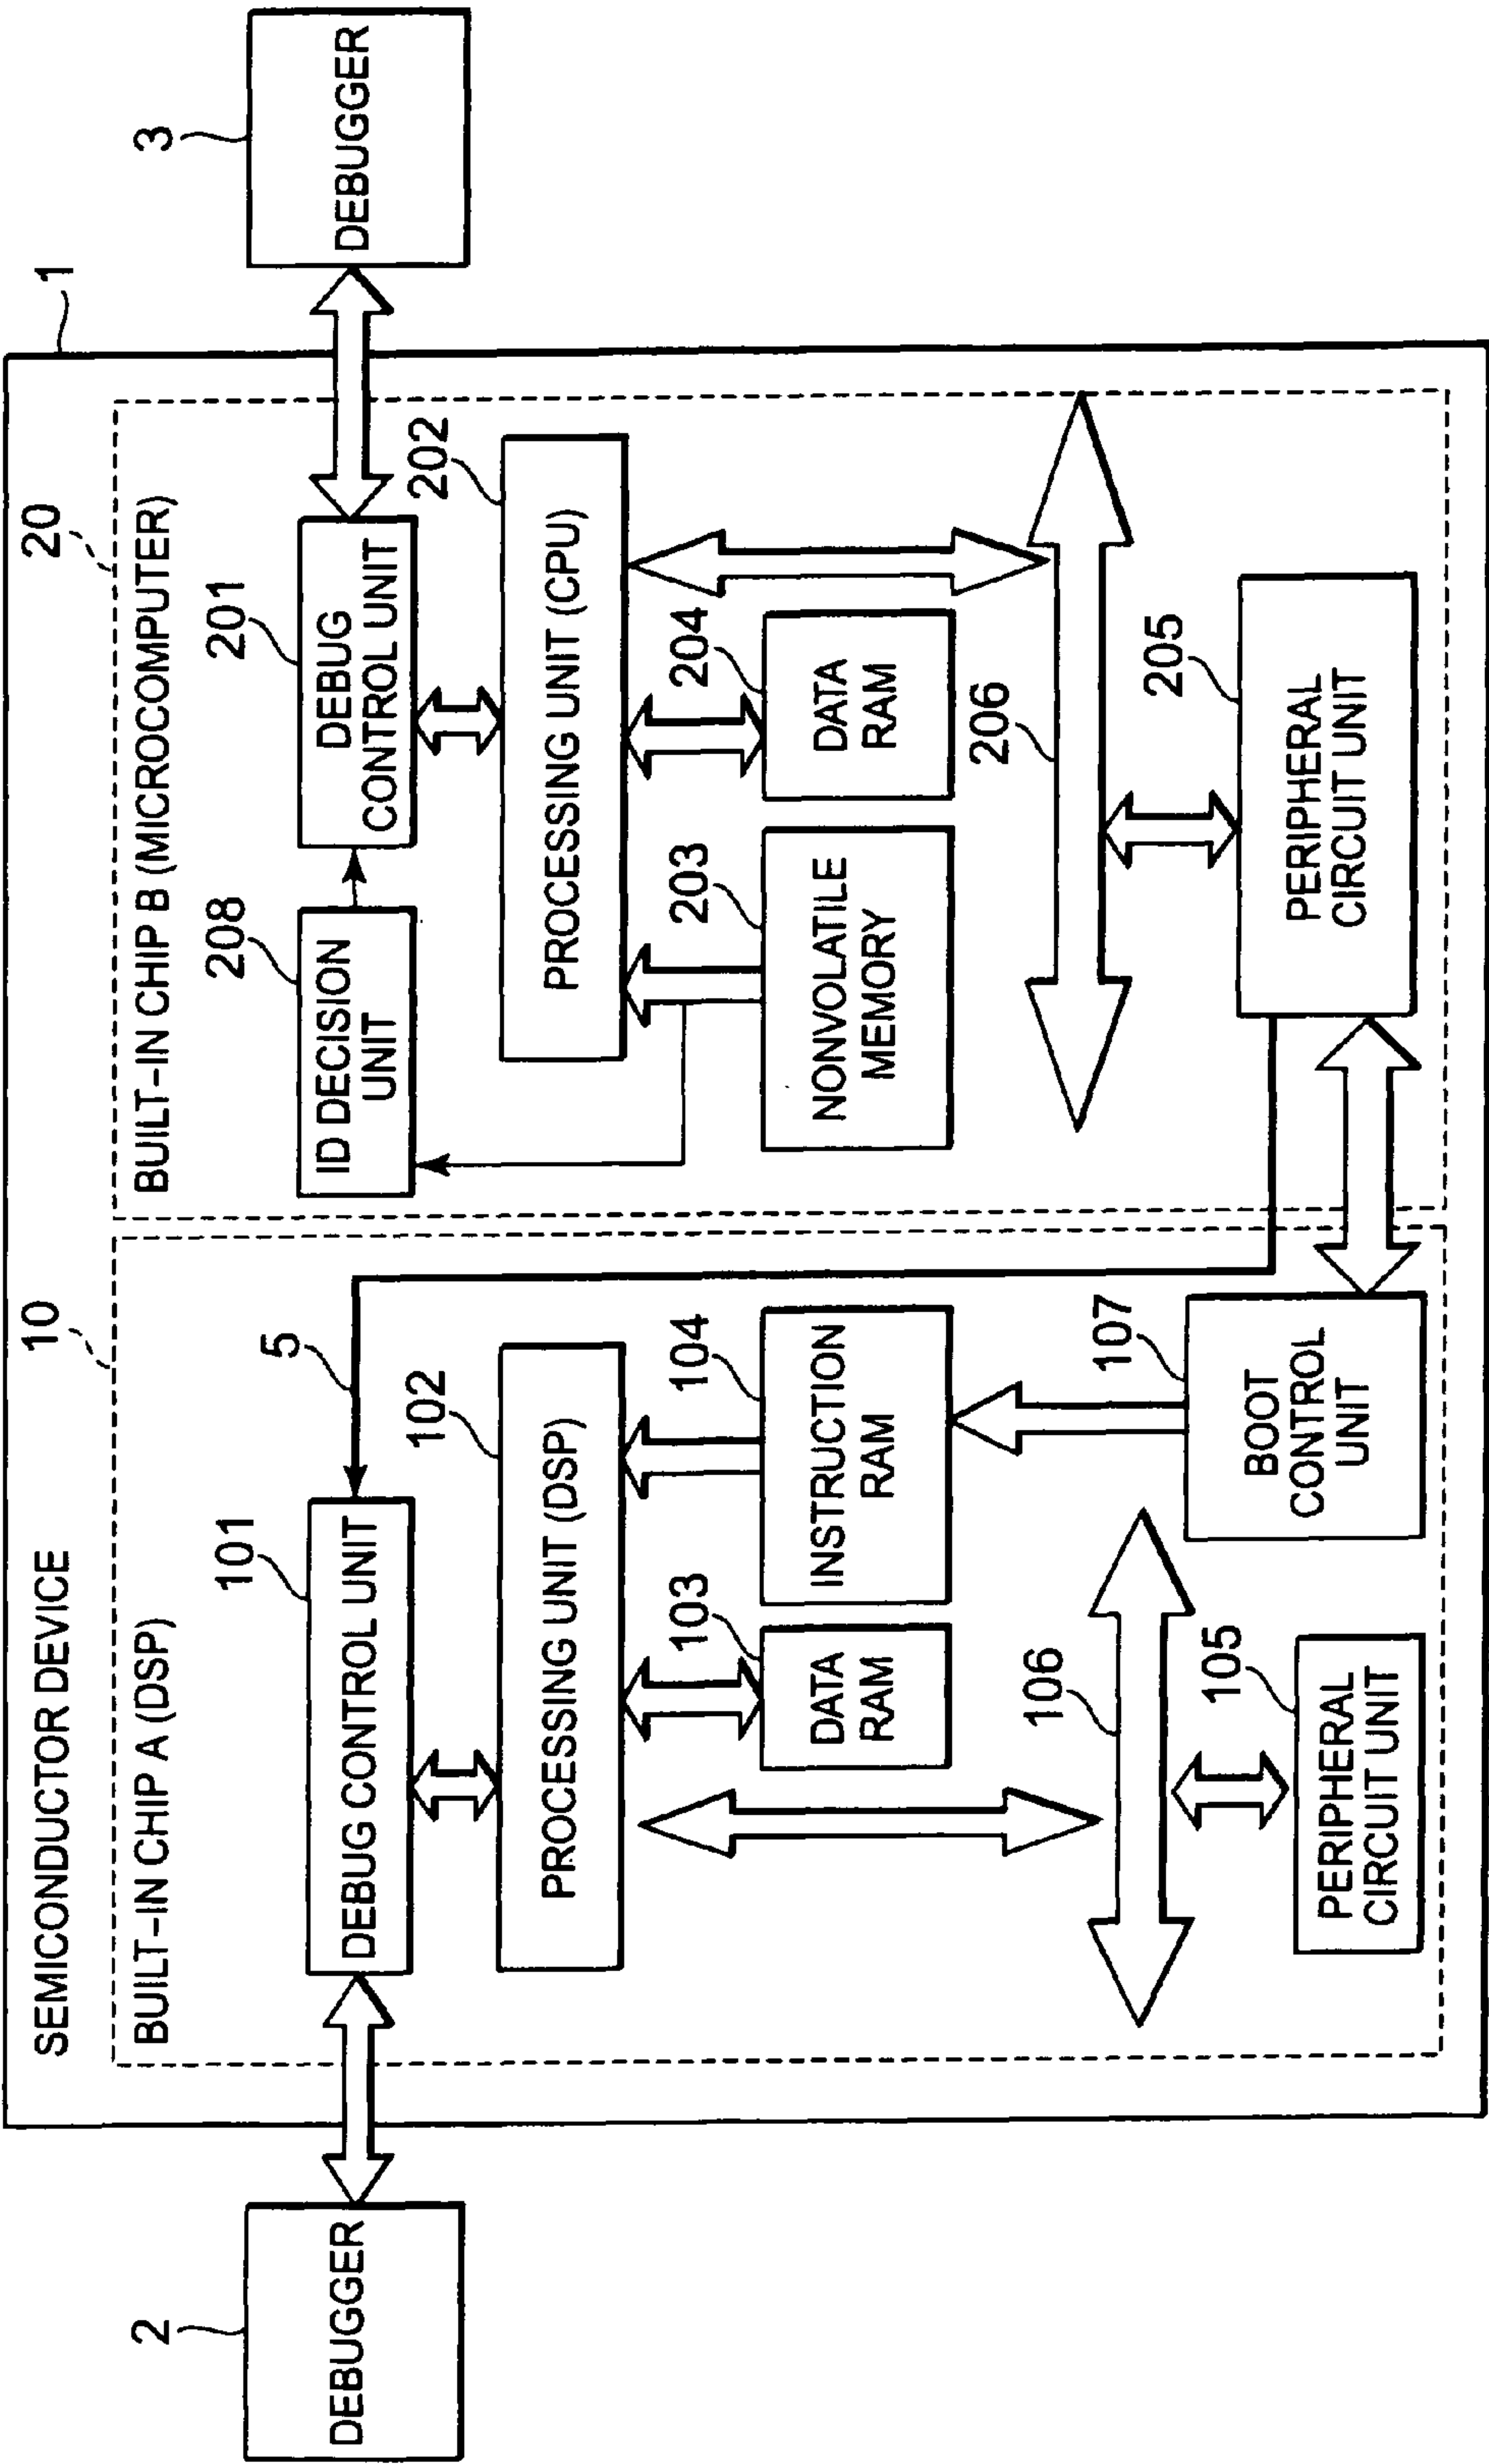 SEMICONDUCTOR DEVICE
1
10
BUILT-IN CHIP A (DSP)
20
BUILT-IN CHIP B (MICROCOMPUTER)
2
DEBUGGER
101
DEBUG CONTROL UNIT
5
208
ID DECISION
UNIT
201
DEBUG
CONTROL UNIT
3
DEBUGGER
102
PROCESSING UNIT (DSP)
202
PROCESSING UNIT (CPU)
103
DATA
RAM
104
INSTRUCTION
RAM
203
NONVOLATILE
MEMORY
204
DATA
RAM
106
206
105
PERIPHERAL
CIRCUIT UNIT
107
BOOT
CONTROL
UNIT
205
PERIPHERAL
CIRCUIT UNIT